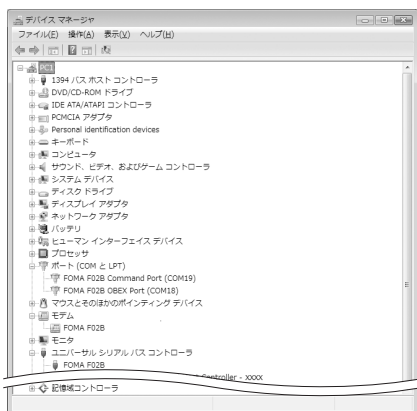 デバイス マネージャ
ファイル(F) 操作(A) 表示(V) ヘルプ(H)
PC1
1394 バス ホスト コントローラ
DVD/CD-ROM ドライブ
IDE ATA/ATAPI コントローラ
PCMCIA アダプタ
Personal identification devices
キーボード
コンピュータ
サウンド、ビデオ、およびゲーム コントローラ
システム デバイス
ディスク ドライブ
ディスプレイ アダプタ
ネットワーク アダプタ
バッテリ
ヒューマン インターフェイス デバイス
プロセッサ
ポート (COM と LPT)
FOMA F02B Command Port (COM19)
FOMA F02B OBEX Port (COM18)
マウスとそのほかのポインティング デバイス
モデム
FOMA F02B
モニタ
ユニバーサル シリアル バス コントローラ
FOMA F02B
Controller - xxxx
記憶域コントローラ